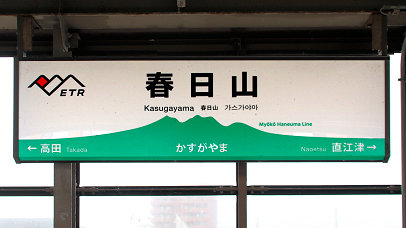 ETR
春日山
Kasugayama 春日山 가스가야마
Myōkō Haneuma Line
← 高田 Takada かすがやま Naoetsu 直江津 →